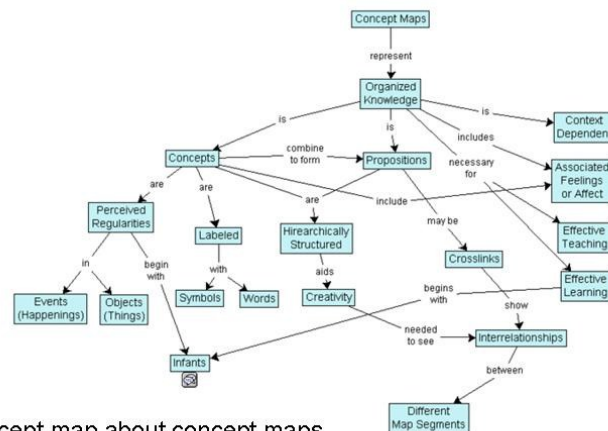 Concept Maps
represent
Organized
Knowledge
is
is
is
includes
necessary
for
Context
Associated
Feelings
or Affect
Concepts
combine
to form
Propositions
are
are
are
include
may be
Perceived
Regularities
Labeled
Hirearchically
Structured
Effective
Teaching
Crosslinks
in
begin
with
with
aids
Effective
Learning
Events
(Happenings)
Objects
(Things)
Symbols
Words
Creativity
begins
with
show
needed
to see
Interrelationships
Infants
between
Different
Map Segments
map about concept maps